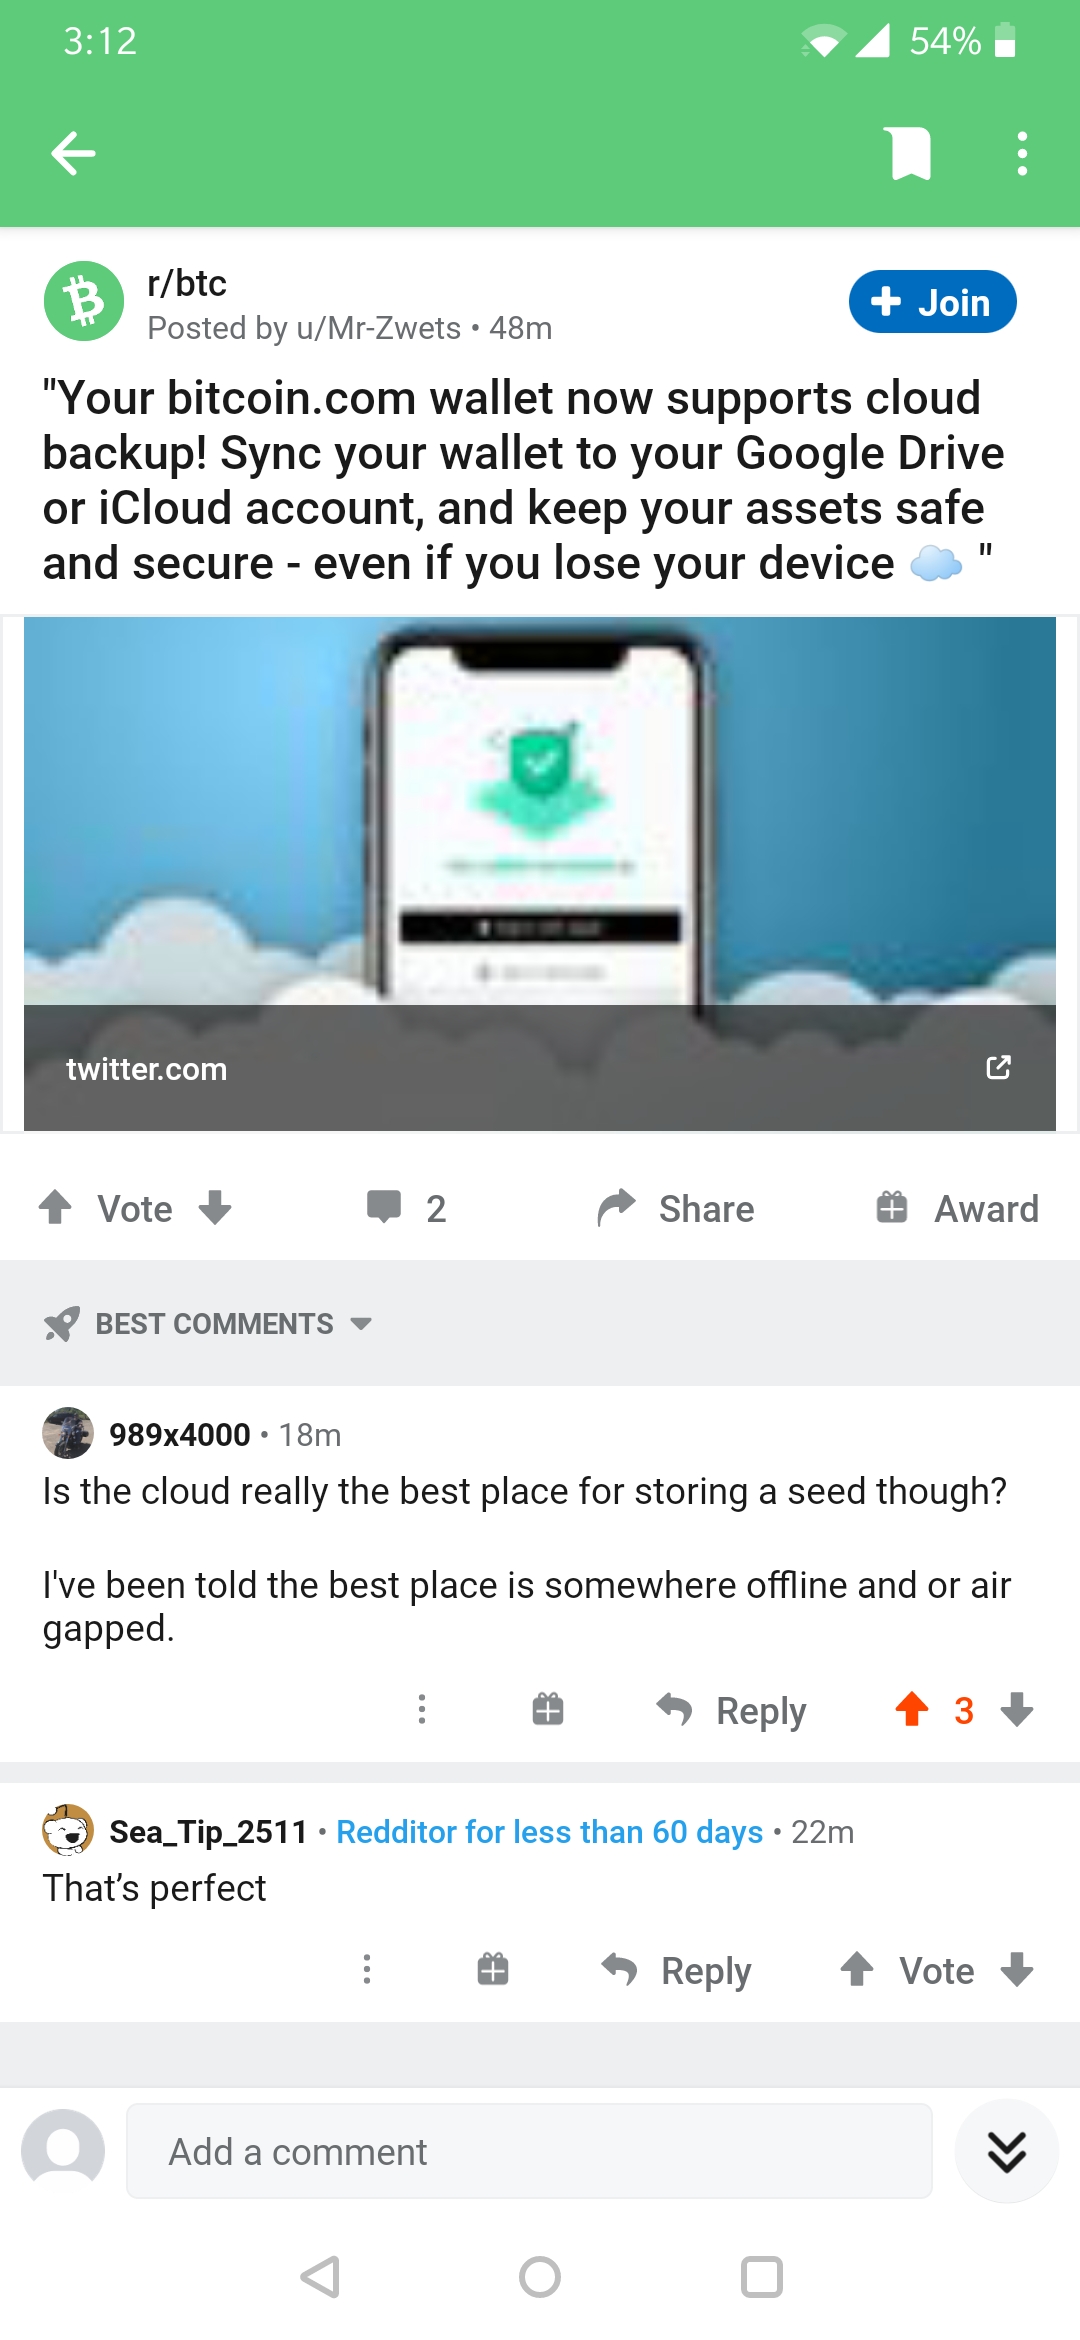 3:12
54%
r/btc
Join
Posted by u/Mr-Zwets • 48m
"Your bitcoin.com wallet now supports cloud
backup! Sync your wallet to your Google Drive
or iCloud account, and keep your assets safe
and secure - even if you lose your device ☁️ "
twitter.com
Vote
2
Share
Award
BEST COMMENTS
989x4000 • 18m
Is the cloud really the best place for storing a seed though?
I've been told the best place is somewhere offline and or air
gapped.
Reply
3
Sea_Tip_2511 • Redditor for less than 60 days • 22m
That’s perfect
Reply
Vote
Add a comment